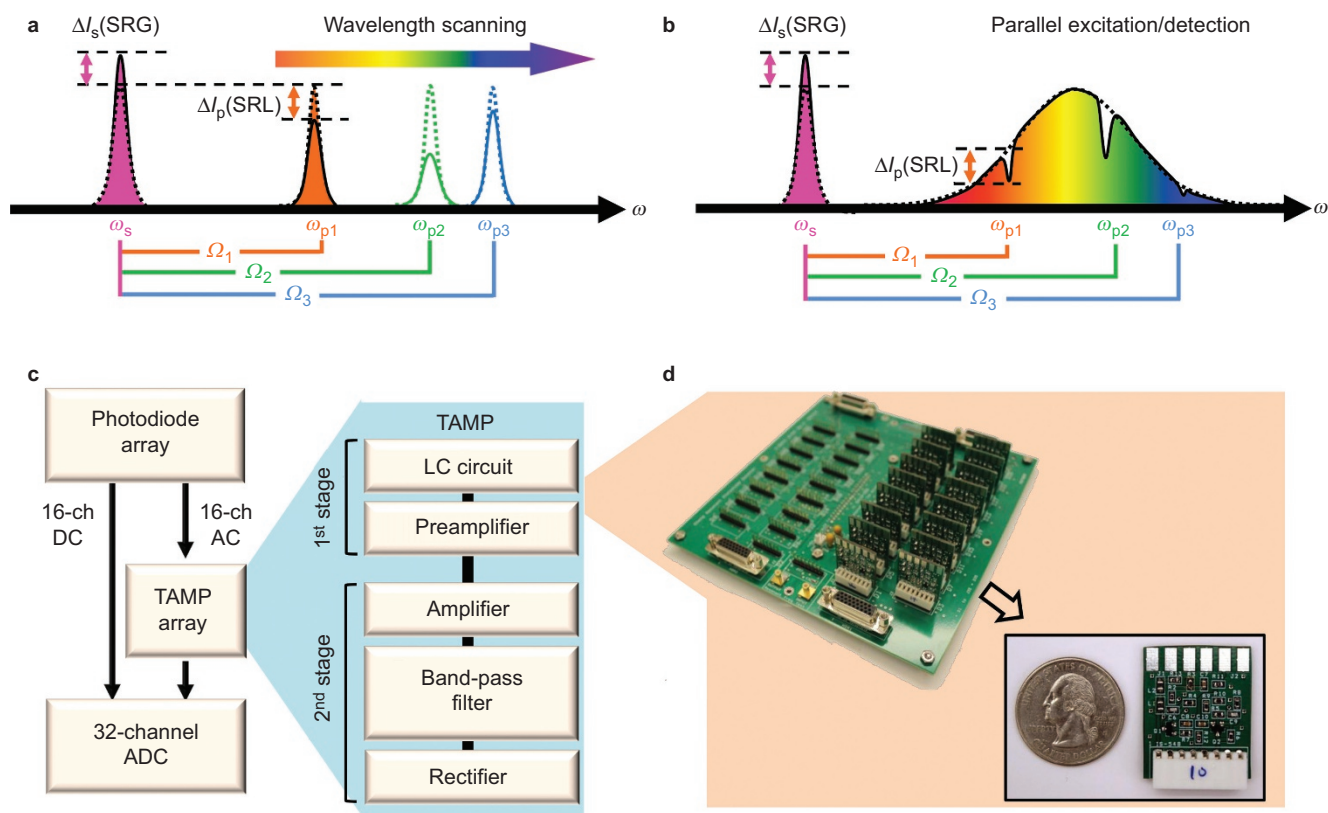 a
Wavelength scanning
ΔIs(SRG)
ΔIp(SRL)
ω
ωs
ωp1
ωp2
ωp3
Ω1
Ω2
Ω3
b
Parallel excitation/detection
ΔIs(SRG)
ΔIp(SRL)
ω
ωs
ωp1
ωp2
ωp3
Ω1
Ω2
Ω3
c
Photodiode
array
16-ch
DC
16-ch
AC
TAMP
array
32-channel
ADC
TAMP
1st stage
LC circuit
Preamplifier
2nd stage
Amplifier
Band-pass
filter
Rectifier
d
10